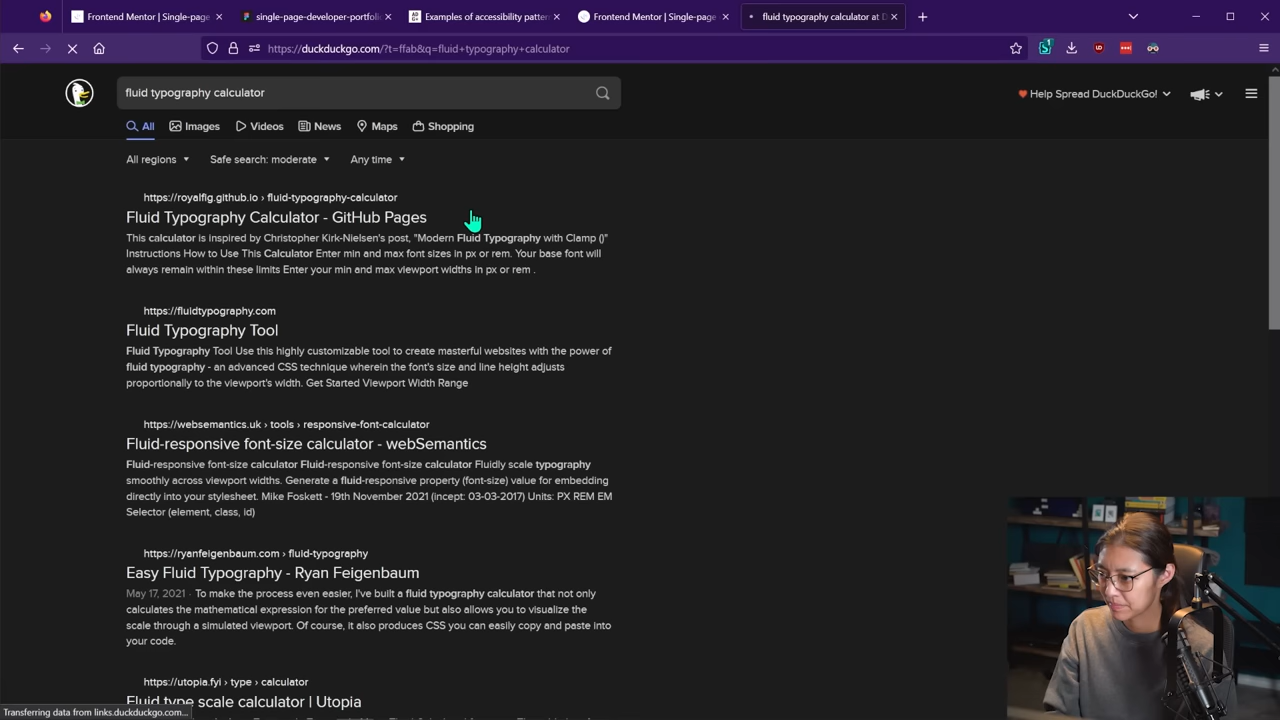 Frontend Mentor | Single-page
single-page-developer-portfoli
Examples of accessibility patter
Frontend Mentor | Single-page
fluid typography calculator at D
https://duckduckgo.com/?t=ffab&q=fluid+typography+calculator
fluid typography calculator
Help Spread DuckDuckGo!
All
Images
Videos
News
Maps
Shopping
All regions
Safe search: moderate
Any time
https://royalfig.github.io › fluid-typography-calculator
Fluid Typography Calculator - GitHub Pages
This calculator is inspired by Christopher Kirk-Nielsen's post, "Modern Fluid Typography with Clamp ()"
Instructions How to Use This Calculator Enter min and max font sizes in px or rem. Your base font will
always remain within these limits Enter your min and max viewport widths in px or rem .
https://fluidtypography.com
Fluid Typography Tool
Fluid Typography Tool Use this highly customizable tool to create masterful websites with the power of
fluid typography - an advanced CSS technique wherein the font's size and line height adjusts
proportionally to the viewport's width. Get Started Viewport Width Range
https://websemantics.uk › tools › responsive-font-calculator
Fluid-responsive font-size calculator - webSemantics
Fluid-responsive font-size calculator Fluid-responsive font-size calculator Fluidly scale typography
smoothly across viewport widths. Generate a fluid-responsive property (font-size) value for embedding
directly into your stylesheet. Mike Foskett - 19th November 2021 (incept: 03-03-2017) Units: PX REM EM
Selector (element, class, id)
https://ryanfeigenbaum.com › fluid-typography
Easy Fluid Typography - Ryan Feigenbaum
May 17, 2021 · To make the process even easier, I've built a fluid typography calculator that not only
calculates the mathematical expression for the preferred value but also allows you to visualize the
scale through a simulated viewport. Of course, it also produces CSS you can easily copy and paste into
your code.
https://utopia.fyi › type › calculator
Fluid type scale calculator | Utopia
Transferring data from links.duckduckgo.com...